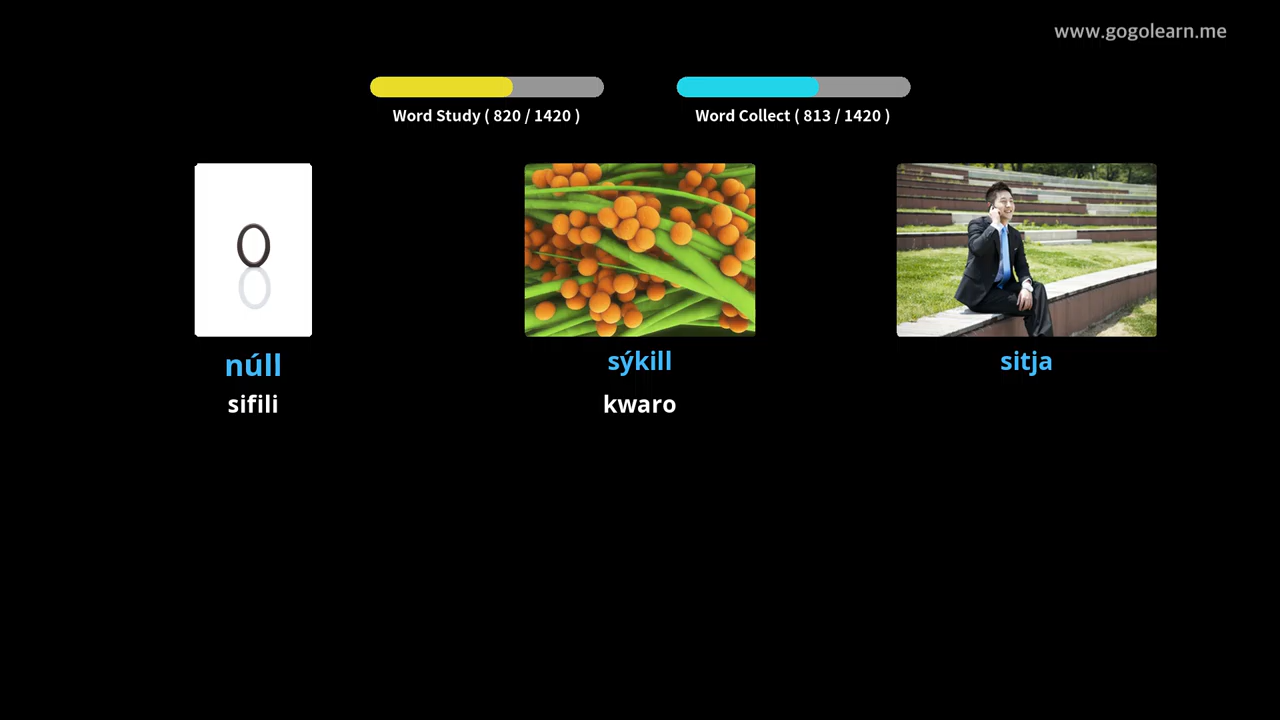 www.gogolearn.me
Word Study ( 820 / 1420 )
Word Collect ( 813 / 1420 )
0
núll
sýkill
sitja
sifili
kwaro